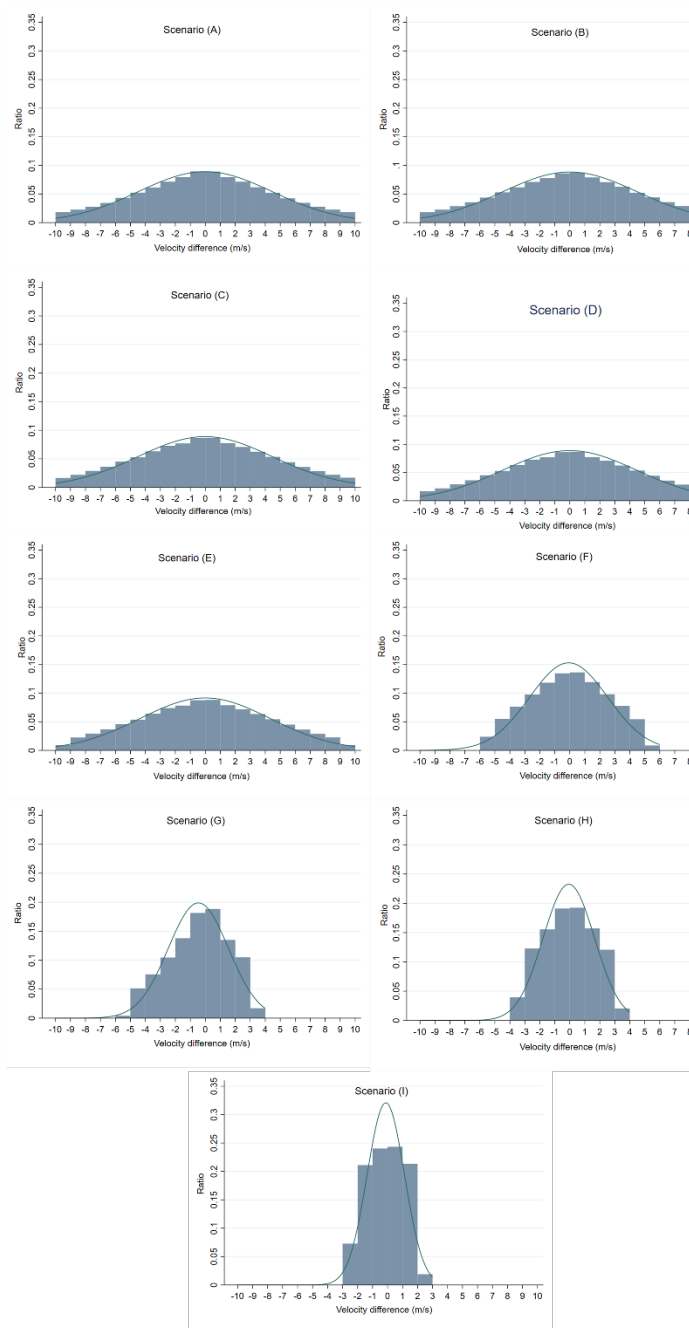 Scenario (A)
Ratio
0 0.05 0.1 0.15 0.2 0.25 0.3 0.35
-10 -9 -8 -7 -6 -5 -4 -3 -2 -1 0 1 2 3 4 5 6 7 8 9 10
Velocity difference (m/s)
Scenario (B)
Ratio
0 0.05 0.1 0.15 0.2 0.25 0.3 0.35
-10 -9 -8 -7 -6 -5 -4 -3 -2 -1 0 1 2 3 4 5 6 7 8
Velocity difference (m/s)
Scenario (C)
Ratio
0 0.05 0.1 0.15 0.2 0.25 0.3 0.35
-10 -9 -8 -7 -6 -5 -4 -3 -2 -1 0 1 2 3 4 5 6 7 8 9 10
Velocity difference (m/s)
Scenario (D)
Ratio
0 0.05 0.1 0.15 0.2 0.25 0.3 0.35
-10 -9 -8 -7 -6 -5 -4 -3 -2 -1 0 1 2 3 4 5 6 7 8
Velocity difference (m/s)
Scenario (E)
Ratio
0 0.05 0.1 0.15 0.2 0.25 0.3 0.35
-10 -9 -8 -7 -6 -5 -4 -3 -2 -1 0 1 2 3 4 5 6 7 8 9 10
Velocity difference (m/s)
Scenario (F)
Ratio
0 0.05 0.1 0.15 0.2 0.25 0.3 0.35
-10 -9 -8 -7 -6 -5 -4 -3 -2 -1 0 1 2 3 4 5 6 7 8
Velocity difference (m/s)
Scenario (G)
Ratio
0 0.05 0.1 0.15 0.2 0.25 0.3 0.35
-10 -9 -8 -7 -6 -5 -4 -3 -2 -1 0 1 2 3 4 5 6 7 8 9 10
Velocity difference (m/s)
Scenario (H)
Ratio
0 0.05 0.1 0.15 0.2 0.25 0.3 0.35
-10 -9 -8 -7 -6 -5 -4 -3 -2 -1 0 1 2 3 4 5 6 7 8
Velocity difference (m/s)
Scenario (I)
Ratio
0 0.05 0.1 0.15 0.2 0.25 0.3 0.35
-10 -9 -8 -7 -6 -5 -4 -3 -2 -1 0 1 2 3 4 5 6 7 8 9 10
Velocity difference (m/s)